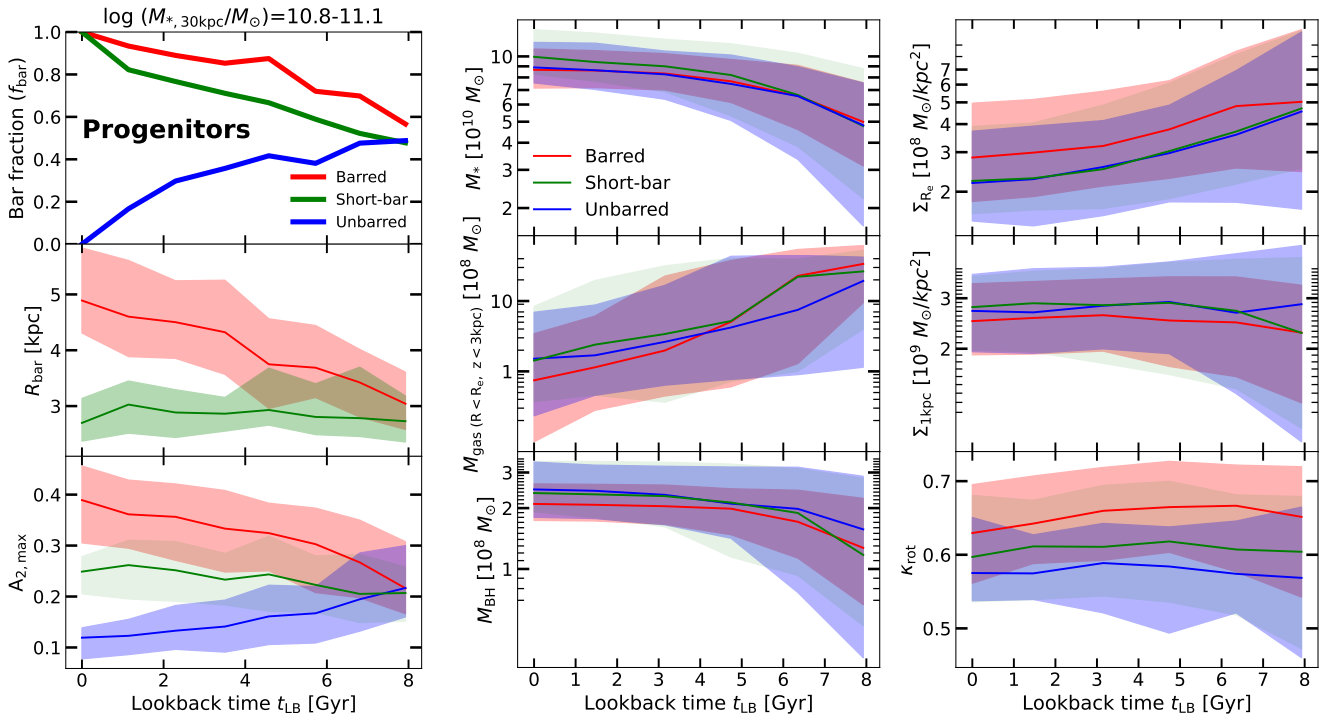 log (M*,30kpc/M⊙)=10.8-11.1
Bar fraction (fbar)
1.0
0.8
0.6
0.4
0.2
0.0
Progenitors
Barred
Short-bar
Unbarred
Rbar [kpc]
5
4
3
A2,max
0.4
0.3
0.2
0.1
0 2 4 6 8
Lookback time tLB [Gyr]
M* [10^10 M⊙]
10
7
6
5
4
3
2
Barred
Short-bar
Unbarred
Mgas (R<Re, z<3kpc) [10^8 M⊙]
10
1
MBH [10^8 M⊙]
3
2
1
0 1 2 3 4 5 6 7 8
Lookback time tLB [Gyr]
ΣRe [10^8 M⊙/kpc^2]
7
6
5
4
3
2
Σ1kpc [10^9 M⊙/kpc^2]
3
2
κrot
0.7
0.6
0.5
0 1 2 3 4 5 6 7 8
Lookback time tLB [Gyr]